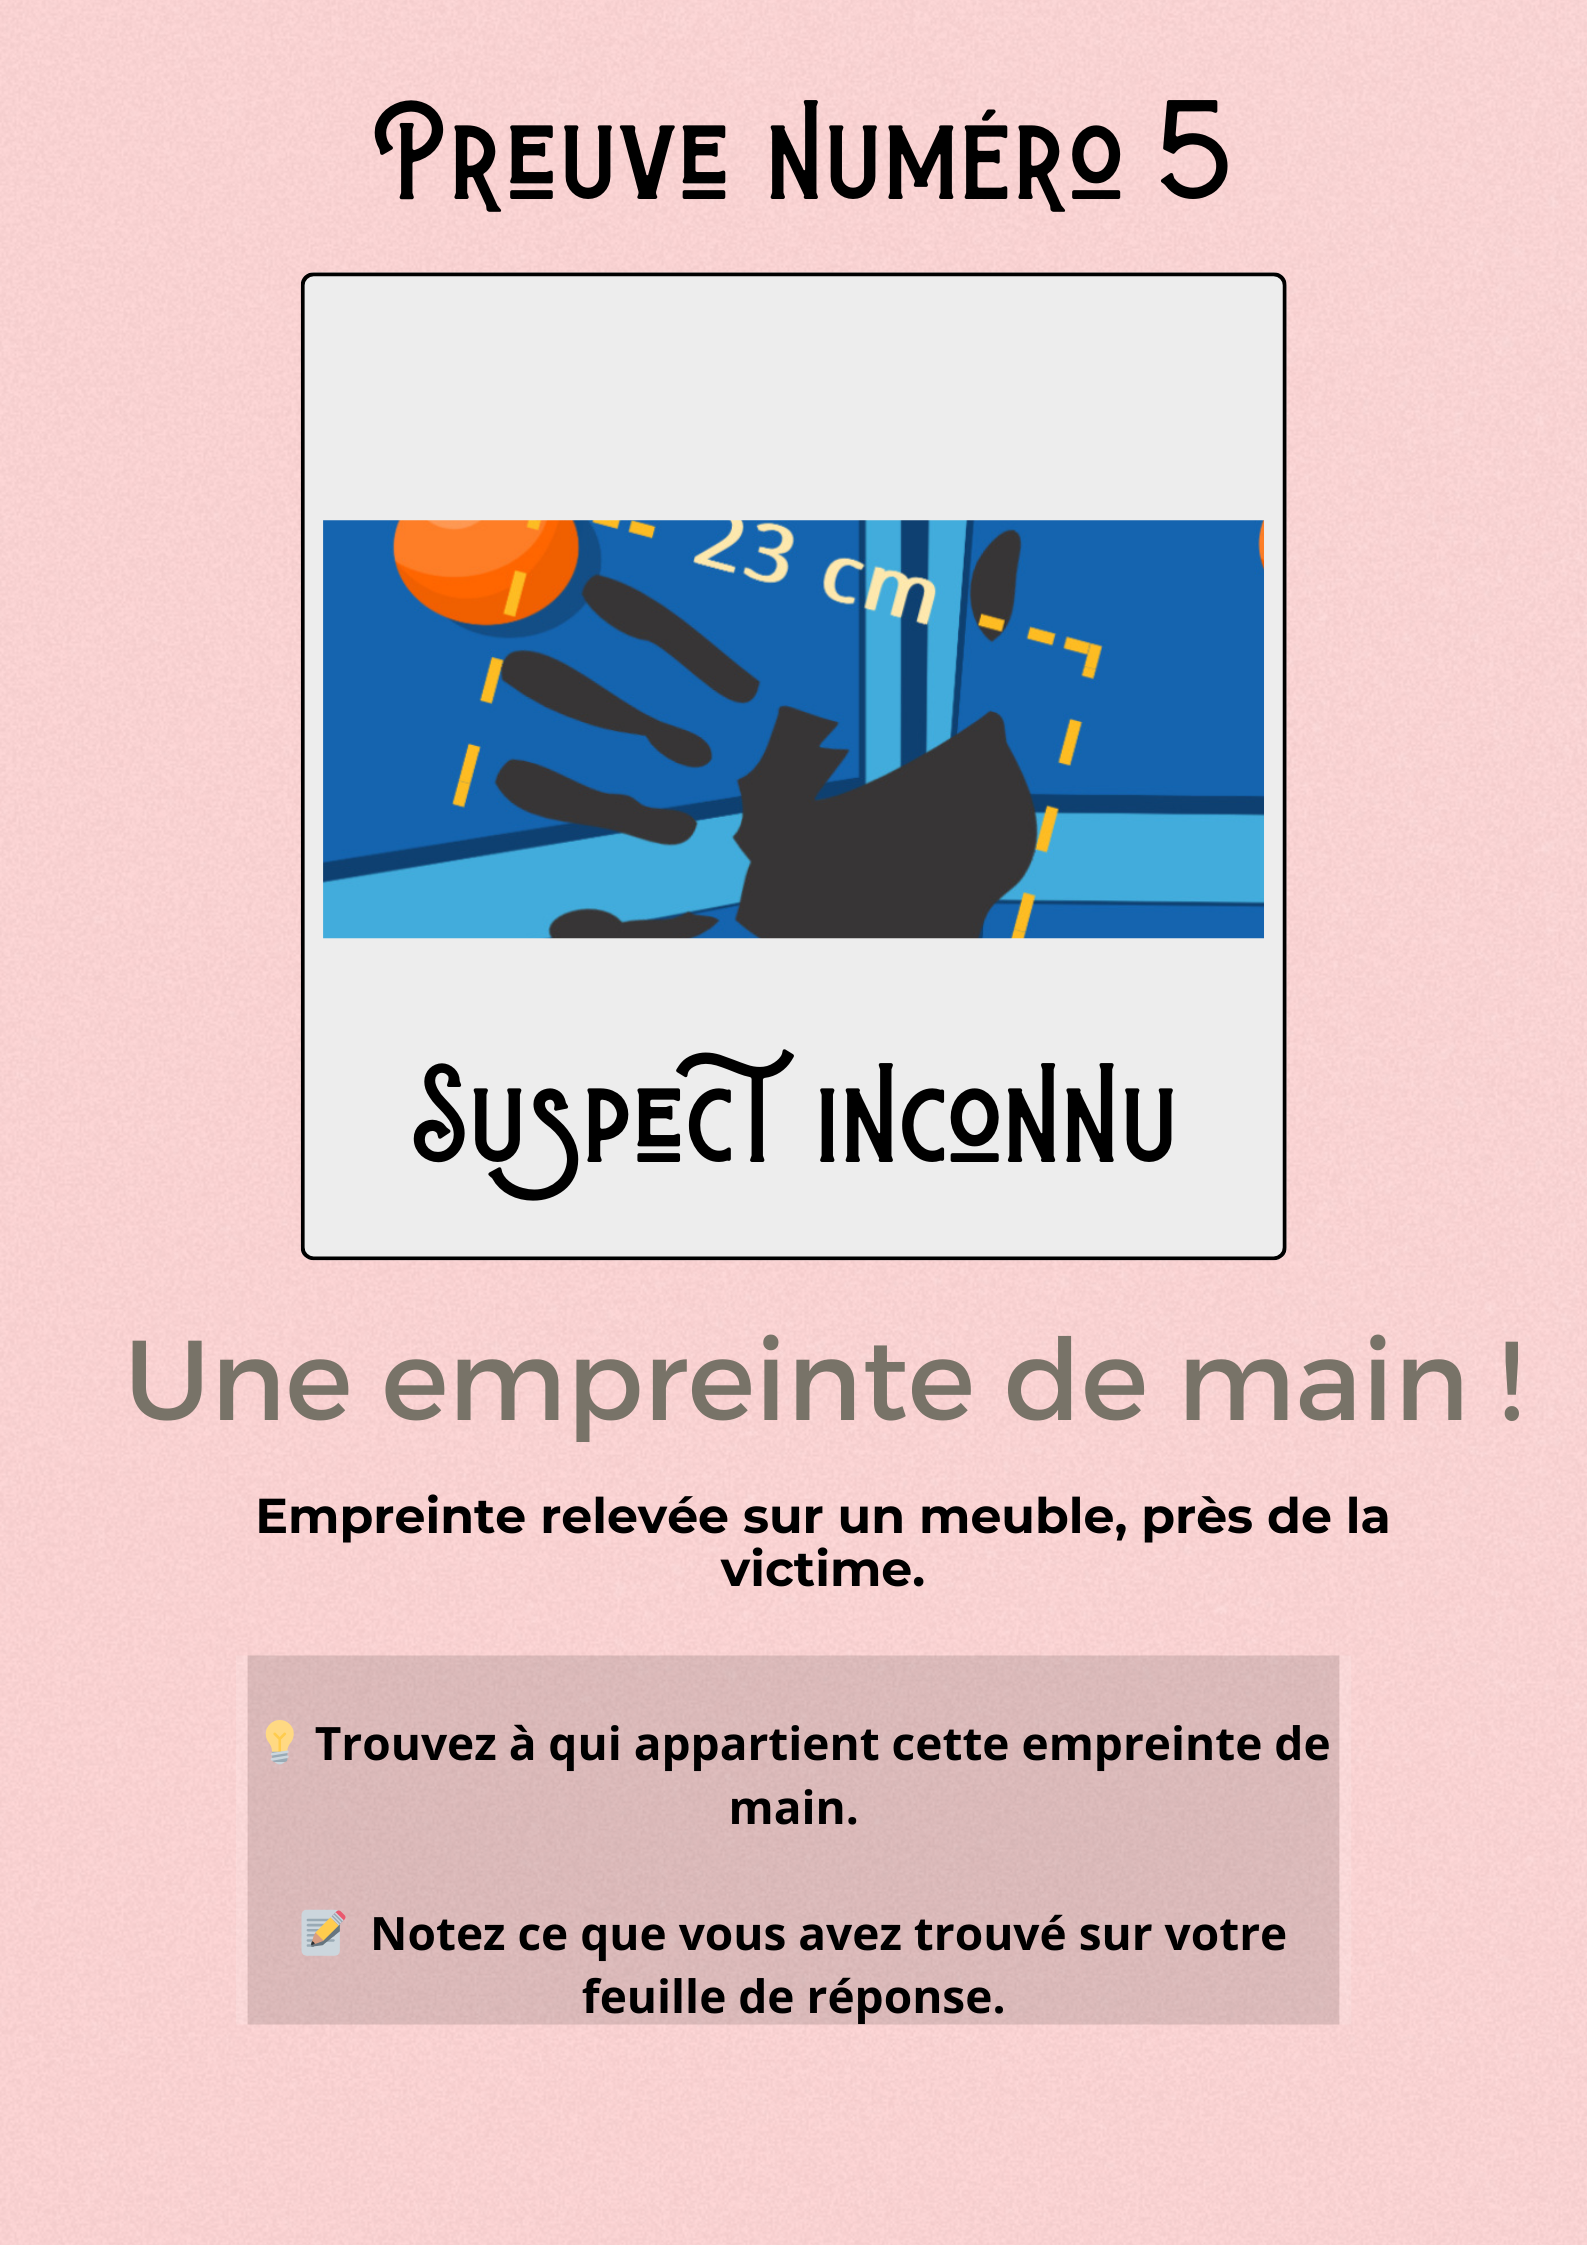 Preuve numéro 5
23 cm
Suspect inconnu
Une empreinte de main !
Empreinte relevée sur un meuble, près de la
victime.
💡 Trouvez à qui appartient cette empreinte de
main.
📝 Notez ce que vous avez trouvé sur votre
feuille de réponse.